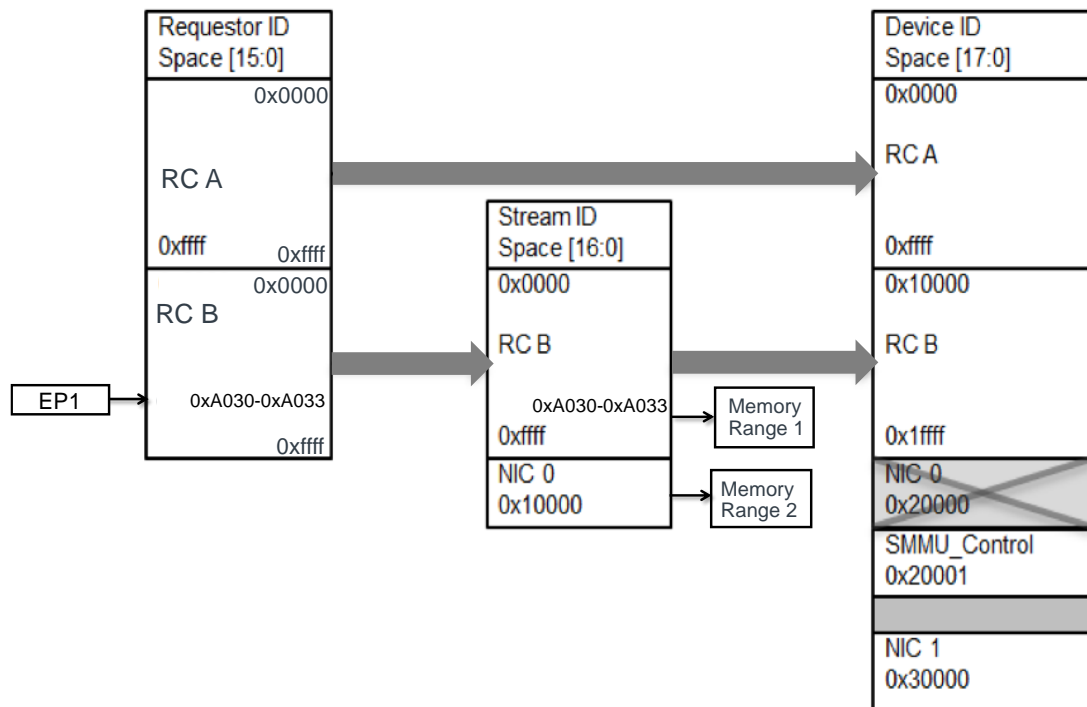 Requestor ID
Space [15:0]
0x0000
RC A
0xffff
0xffff
0x0000
RC B
0xA030-0xA033
0xffff
EP1
Stream ID
Space [16:0]
0x0000
RC B
0xA030-0xA033
0xffff
NIC 0
0x10000
Memory
Range 1
Memory
Range 2
Device ID
Space [17:0]
0x0000
RC A
0xffff
0x10000
RC B
0x1ffff
NIC 0
0x20000
SMMU_Control
0x20001
NIC 1
0x30000